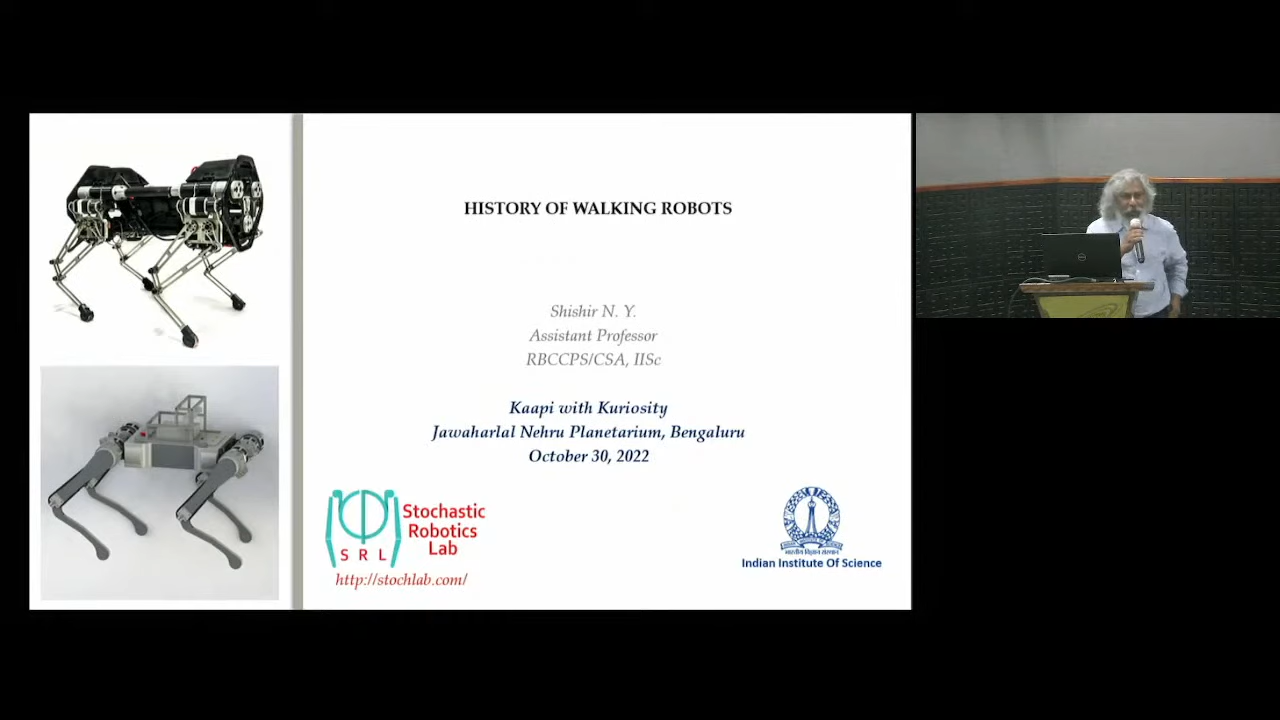 HISTORY OF WALKING ROBOTS
Shishir N. Y.
Assistant Professor
RBCCPS/CSA, IISc
Kaapi with Kuriosity
Jawaharlal Nehru Planetarium, Bengaluru
October 30, 2022
Stochastic
Robotics
Lab
S R L
http://stochlab.com/
भारतीय विज्ञान संस्थान
Indian Institute Of Science